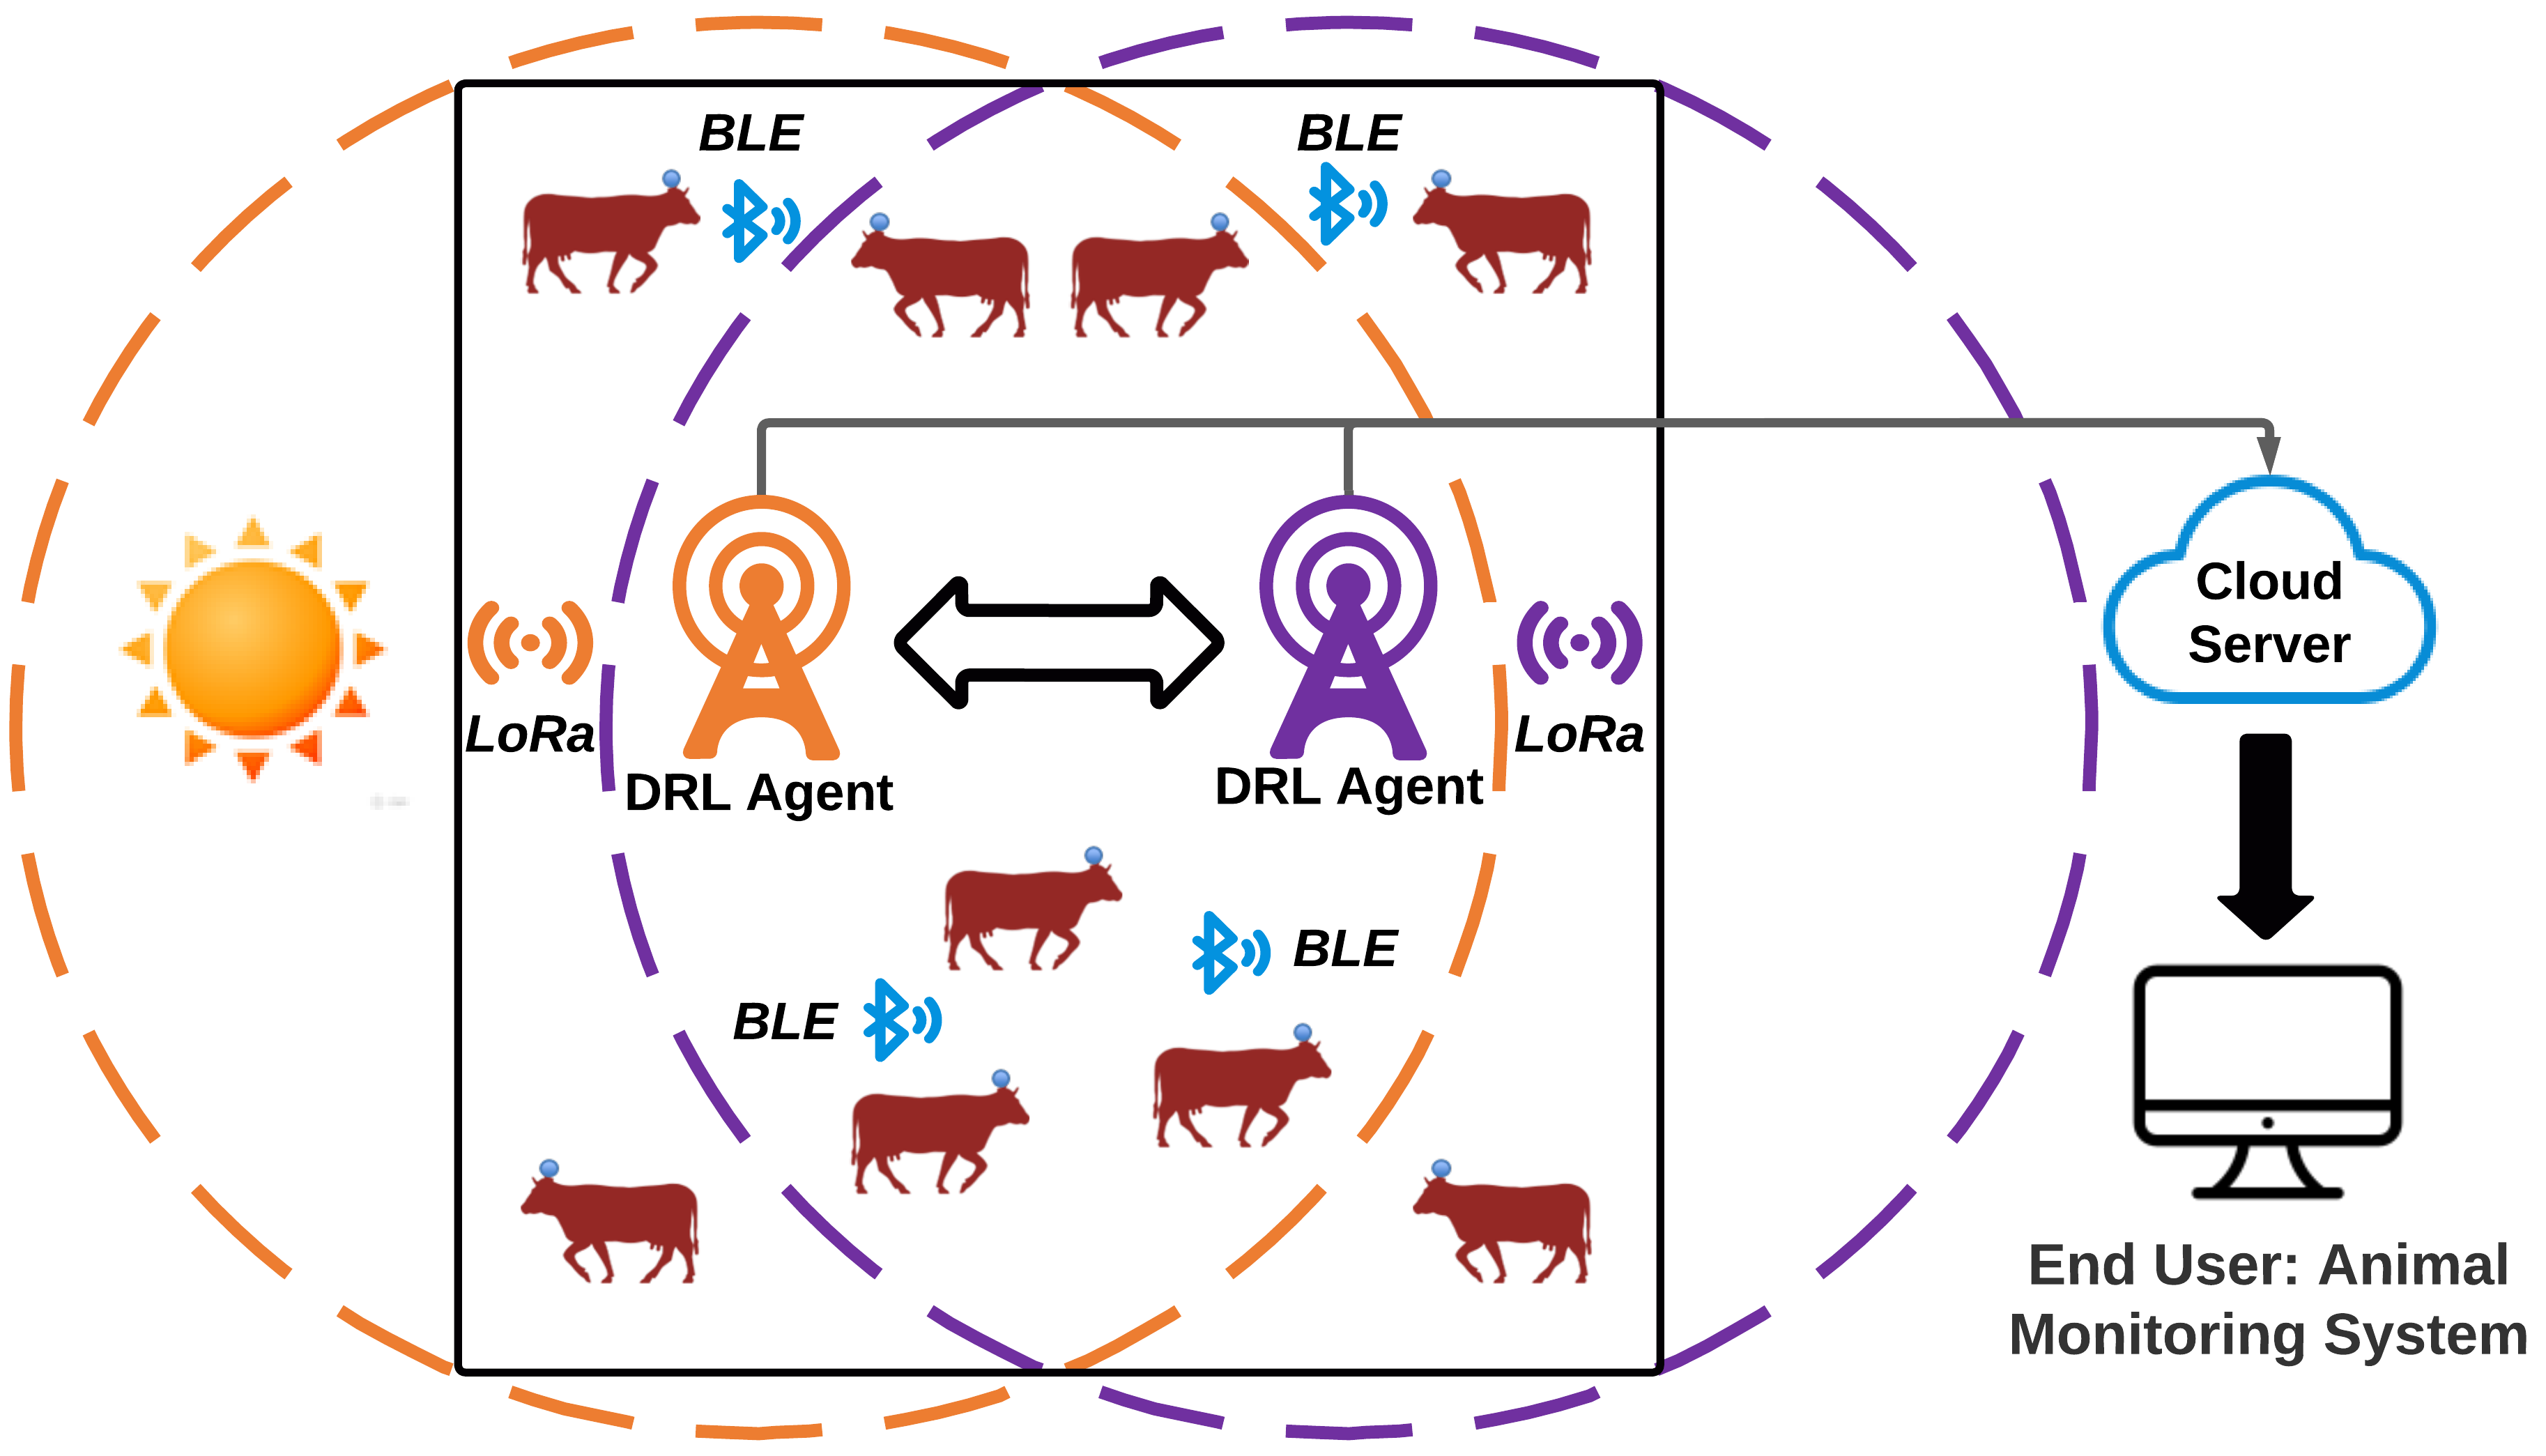 BLE
BLE
Cloud
Server
LoRa
LoRa
DRL Agent
DRL Agent
BLE
BLE
End User: Animal
Monitoring System